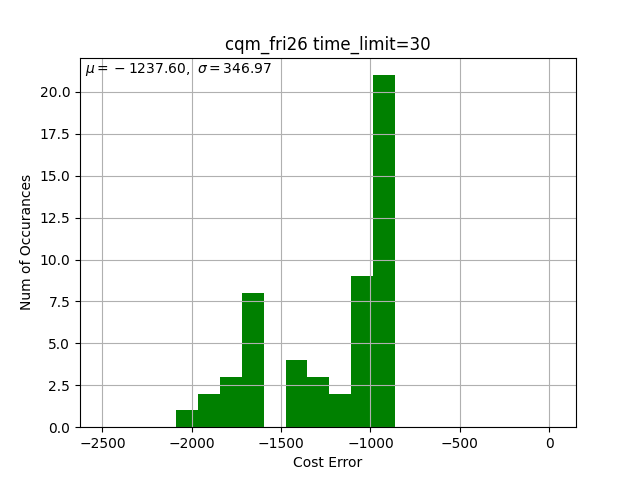 cqm_fri26 time_limit=30
μ = −1237.60, σ = 346.97
20.0
17.5
15.0
12.5
10.0
7.5
5.0
2.5
0.0
Num of Occurances
−2500 −2000 −1500 −1000 −500 0
Cost Error